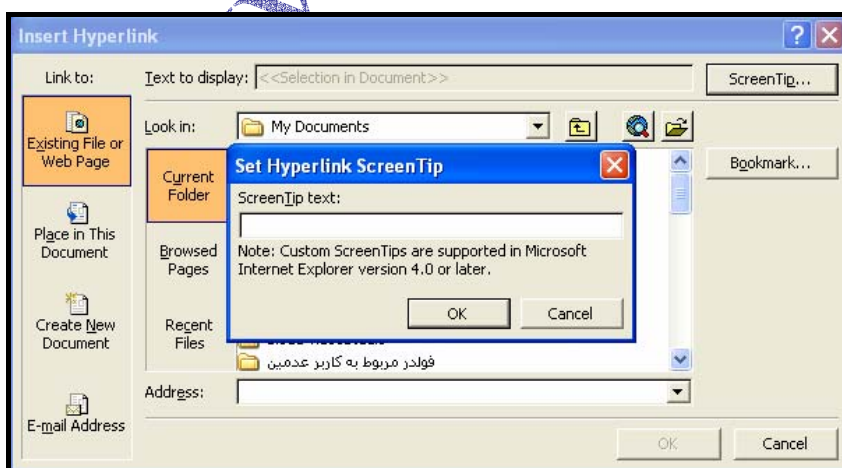 Insert Hyperlink
Link to:
Text to display: <<Selection in Document>>
ScreenTip...
Existing File or
Web Page
Look in:
My Documents
Bookmark...
Current
Folder
Set Hyperlink ScreenTip
ScreenTip text:
Note: Custom ScreenTips are supported in Microsoft
Internet Explorer version 4.0 or later.
OK
Cancel
Place in This
Document
Browsed
Pages
Create New
Document
Recent
Files
فولدر مربوط به کاربر عدمین
E-mail Address
Address:
OK
Cancel